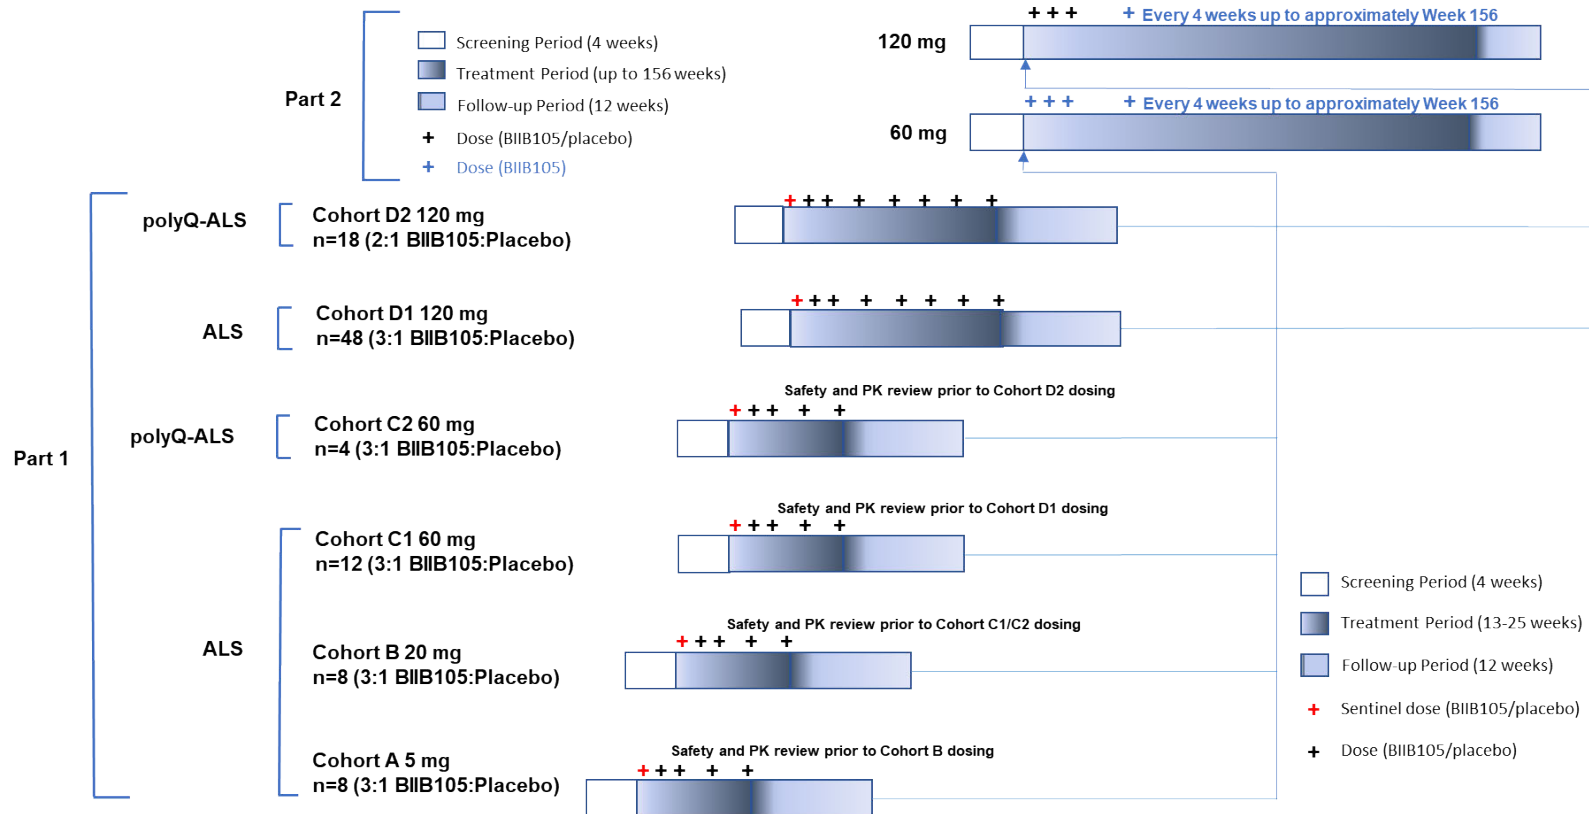 Part 2
Screening Period (4 weeks)
Treatment Period (up to 156 weeks)
Follow-up Period (12 weeks)
+ Dose (BIIB105/placebo)
+ Dose (BIIB105)
+ + + + Every 4 weeks up to approximately Week 156
120 mg
+ + + + Every 4 weeks up to approximately Week 156
60 mg
Part 1
polyQ-ALS
Cohort D2 120 mg
n=18 (2:1 BIIB105:Placebo)
+ + + + + + + +
ALS
Cohort D1 120 mg
n=48 (3:1 BIIB105:Placebo)
+ + + + + + + +
Safety and PK review prior to Cohort D2 dosing
polyQ-ALS
Cohort C2 60 mg
n=4 (3:1 BIIB105:Placebo)
+ + + + +
Safety and PK review prior to Cohort D1 dosing
ALS
Cohort C1 60 mg
n=12 (3:1 BIIB105:Placebo)
+ + + + +
Safety and PK review prior to Cohort C1/C2 dosing
Cohort B 20 mg
n=8 (3:1 BIIB105:Placebo)
+ + + + +
Safety and PK review prior to Cohort B dosing
Cohort A 5 mg
n=8 (3:1 BIIB105:Placebo)
+ + + + +
Screening Period (4 weeks)
Treatment Period (13-25 weeks)
Follow-up Period (12 weeks)
+ Sentinel dose (BIIB105/placebo)
+ Dose (BIIB105/placebo)